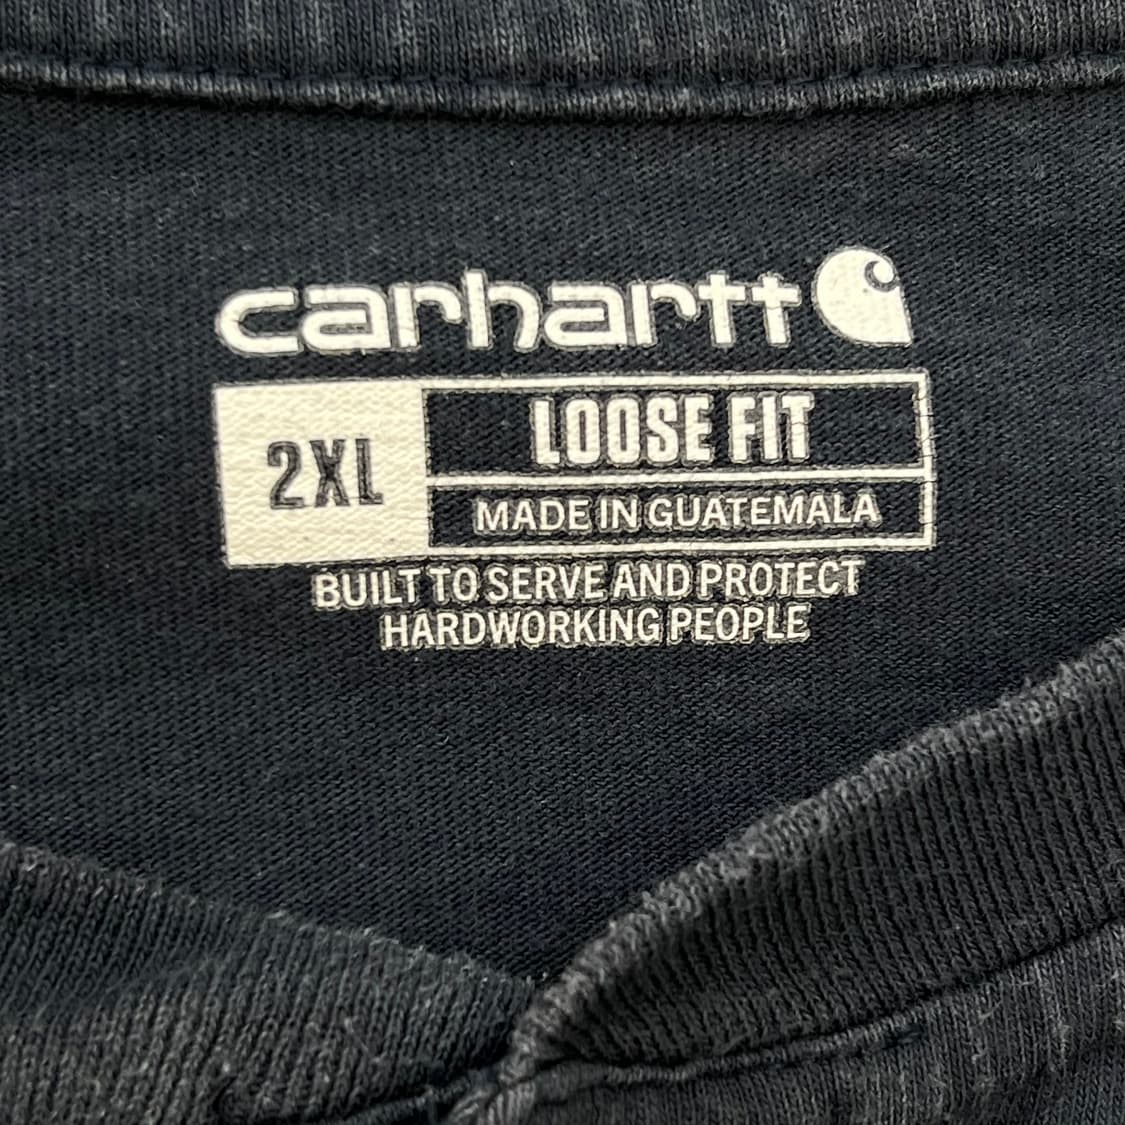 carhartt
2XL
LOOSE FIT
MADE IN GUATEMALA
BUILT TO SERVE AND PROTECT
HARDWORKING PEOPLE